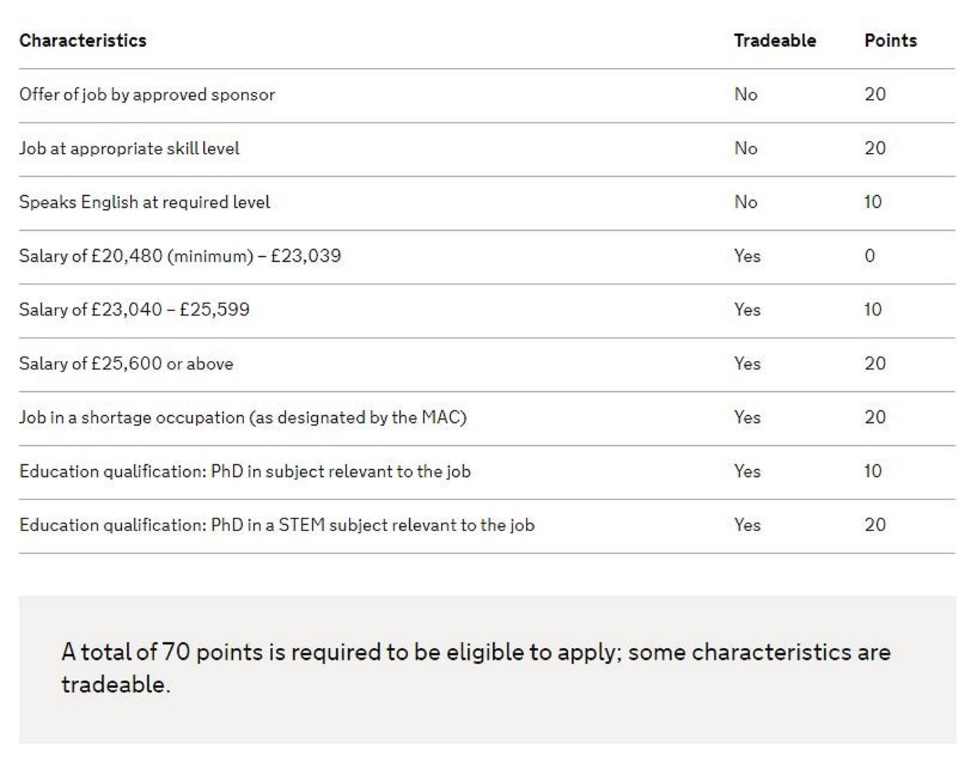 Characteristics Tradeable Points
Offer of job by approved sponsor No 20
Job at appropriate skill level No 20
Speaks English at required level No 10
Salary of £20,480 (minimum) – £23,039 Yes 0
Salary of £23,040 – £25,599 Yes 10
Salary of £25,600 or above Yes 20
Job in a shortage occupation (as designated by the MAC) Yes 20
Education qualification: PhD in subject relevant to the job Yes 10
Education qualification: PhD in a STEM subject relevant to the job Yes 20
A total of 70 points is required to be eligible to apply; some characteristics are
tradeable.